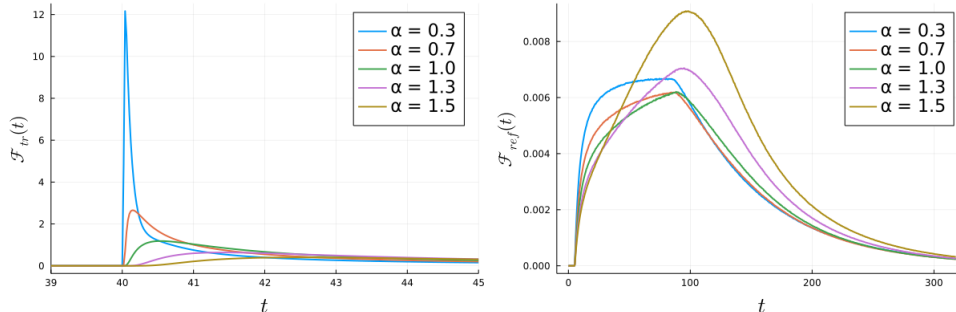 12
10
8
6
4
2
0
39
40
41
42
43
44
45
ℱ_tr(t)
t
α = 0.3
α = 0.7
α = 1.0
α = 1.3
α = 1.5
0.008
0.006
0.004
0.002
0.000
0
100
200
300
ℱ_ref(t)
t
α = 0.3
α = 0.7
α = 1.0
α = 1.3
α = 1.5